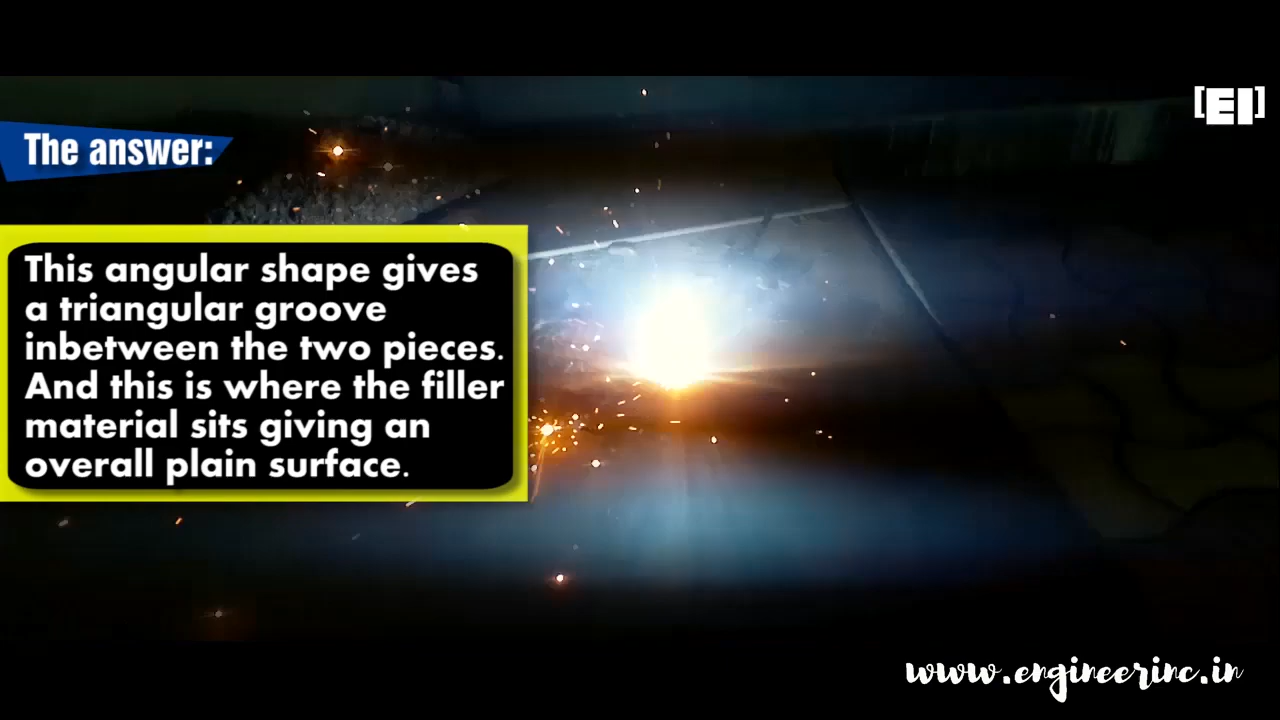 [EI]
The answer:
This angular shape gives
a triangular groove
inbetween the two pieces.
And this is where the filler
material sits giving an
overall plain surface.
www.engineerinc.in